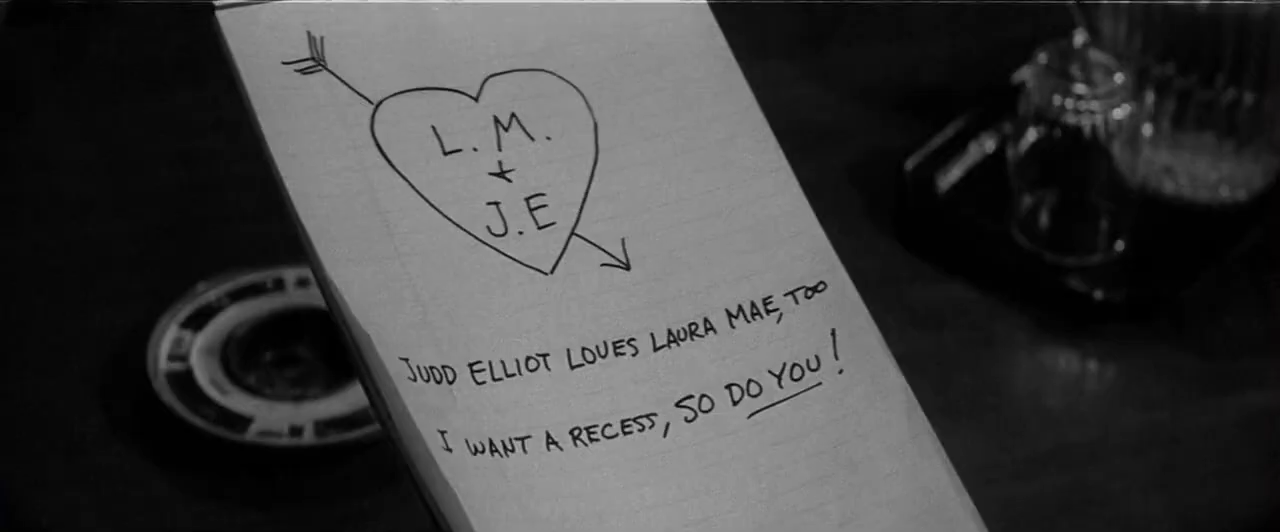 L. M.
+
J. E
JUDD ELLIOT LOVES LAURA MAE, TOO
I WANT A RECESS, SO DO YOU!